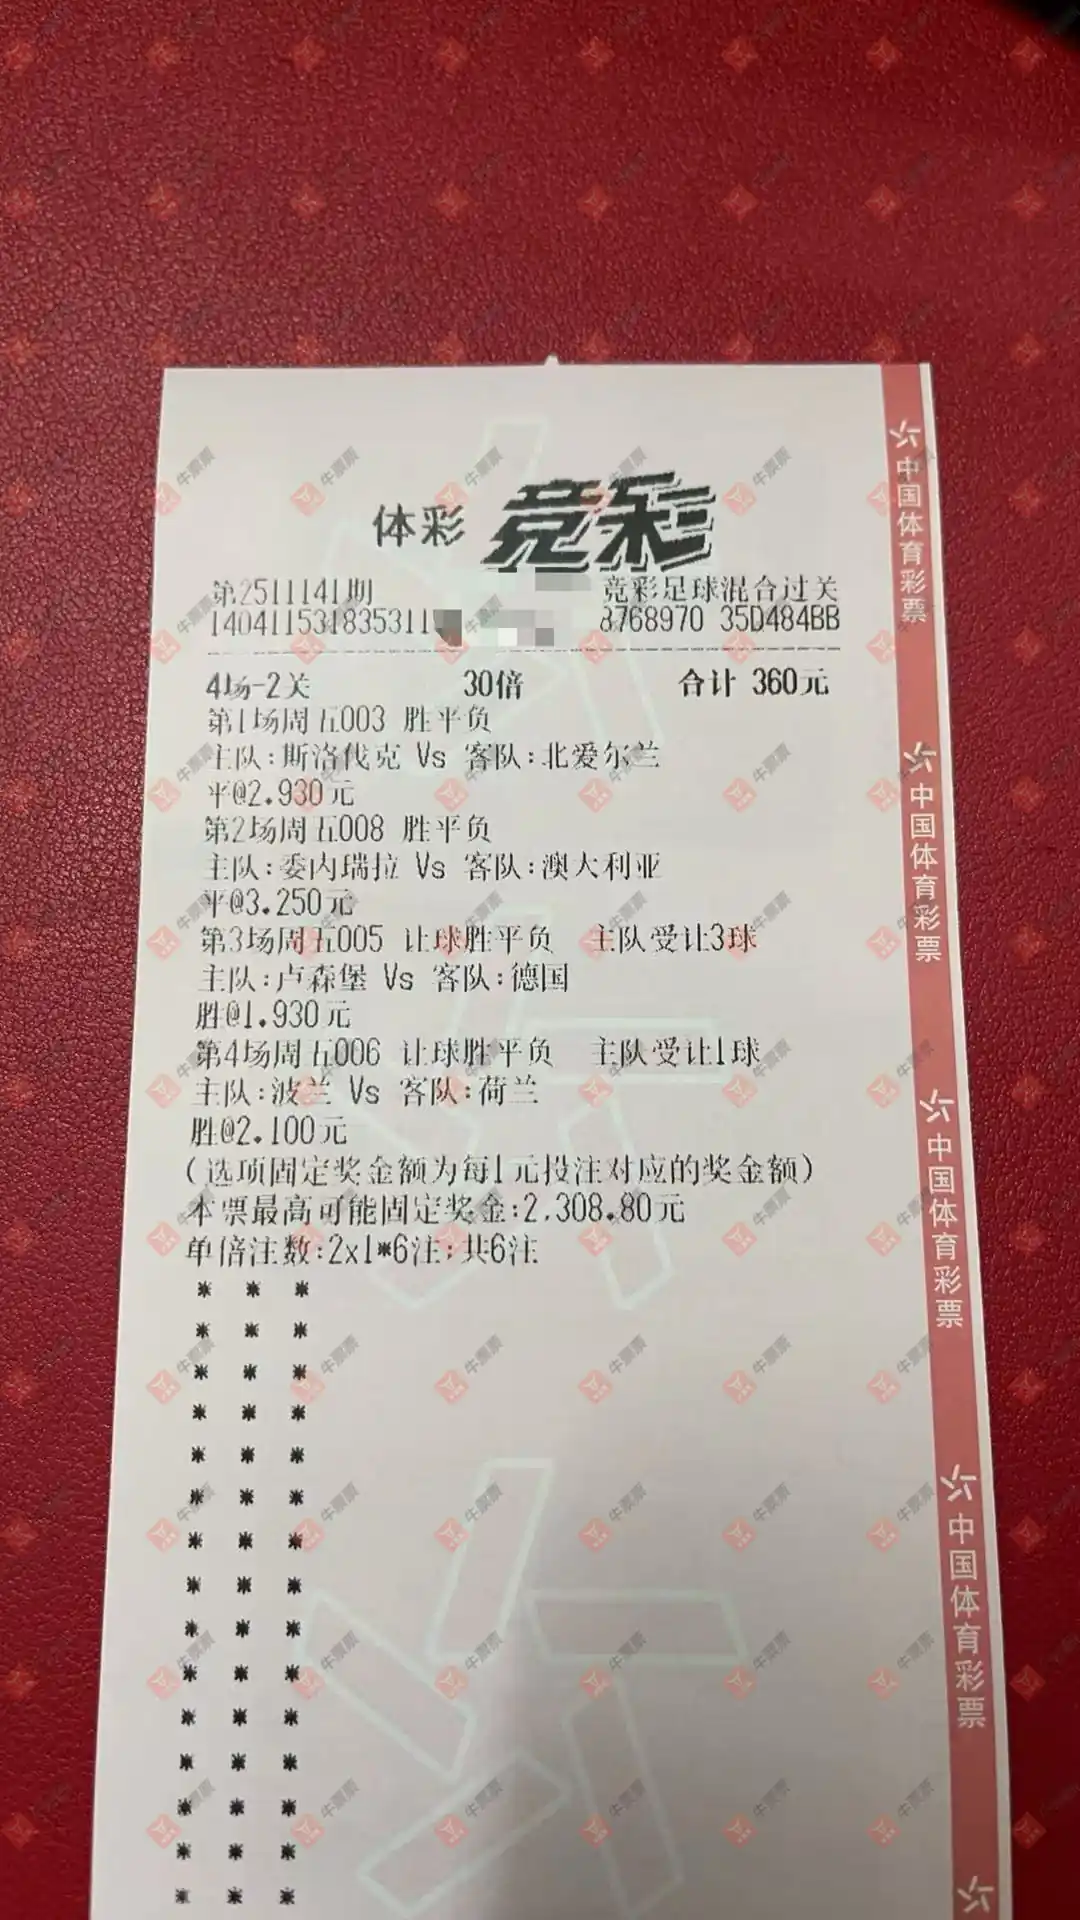 体彩 竞彩
第2511141期 竞彩足球混合过关
14041153183531 8768970 35D484BB
4场-2关 30倍 合计 360元
第1场周五003 胜平负
主队:斯洛伐克 Vs 客队:北爱尔兰
平@2.930元
第2场周五008 胜平负
主队:委内瑞拉 Vs 客队:澳大利亚
平@3.250元
第3场周五005 让球胜平负 主队受让3球
主队:卢森堡 Vs 客队:德国
胜@1.930元
第4场周五006 让球胜平负 主队受让1球
主队:波兰 Vs 客队:荷兰
胜@2.100元
(选项固定奖金额为每1元投注对应的奖金额)
本票最高可能固定奖金:2,308.80元
单倍注数:2x1*6注;共6注
中国体育彩票
中国体育彩票
中国体育彩票
中国体育彩票
牛票票